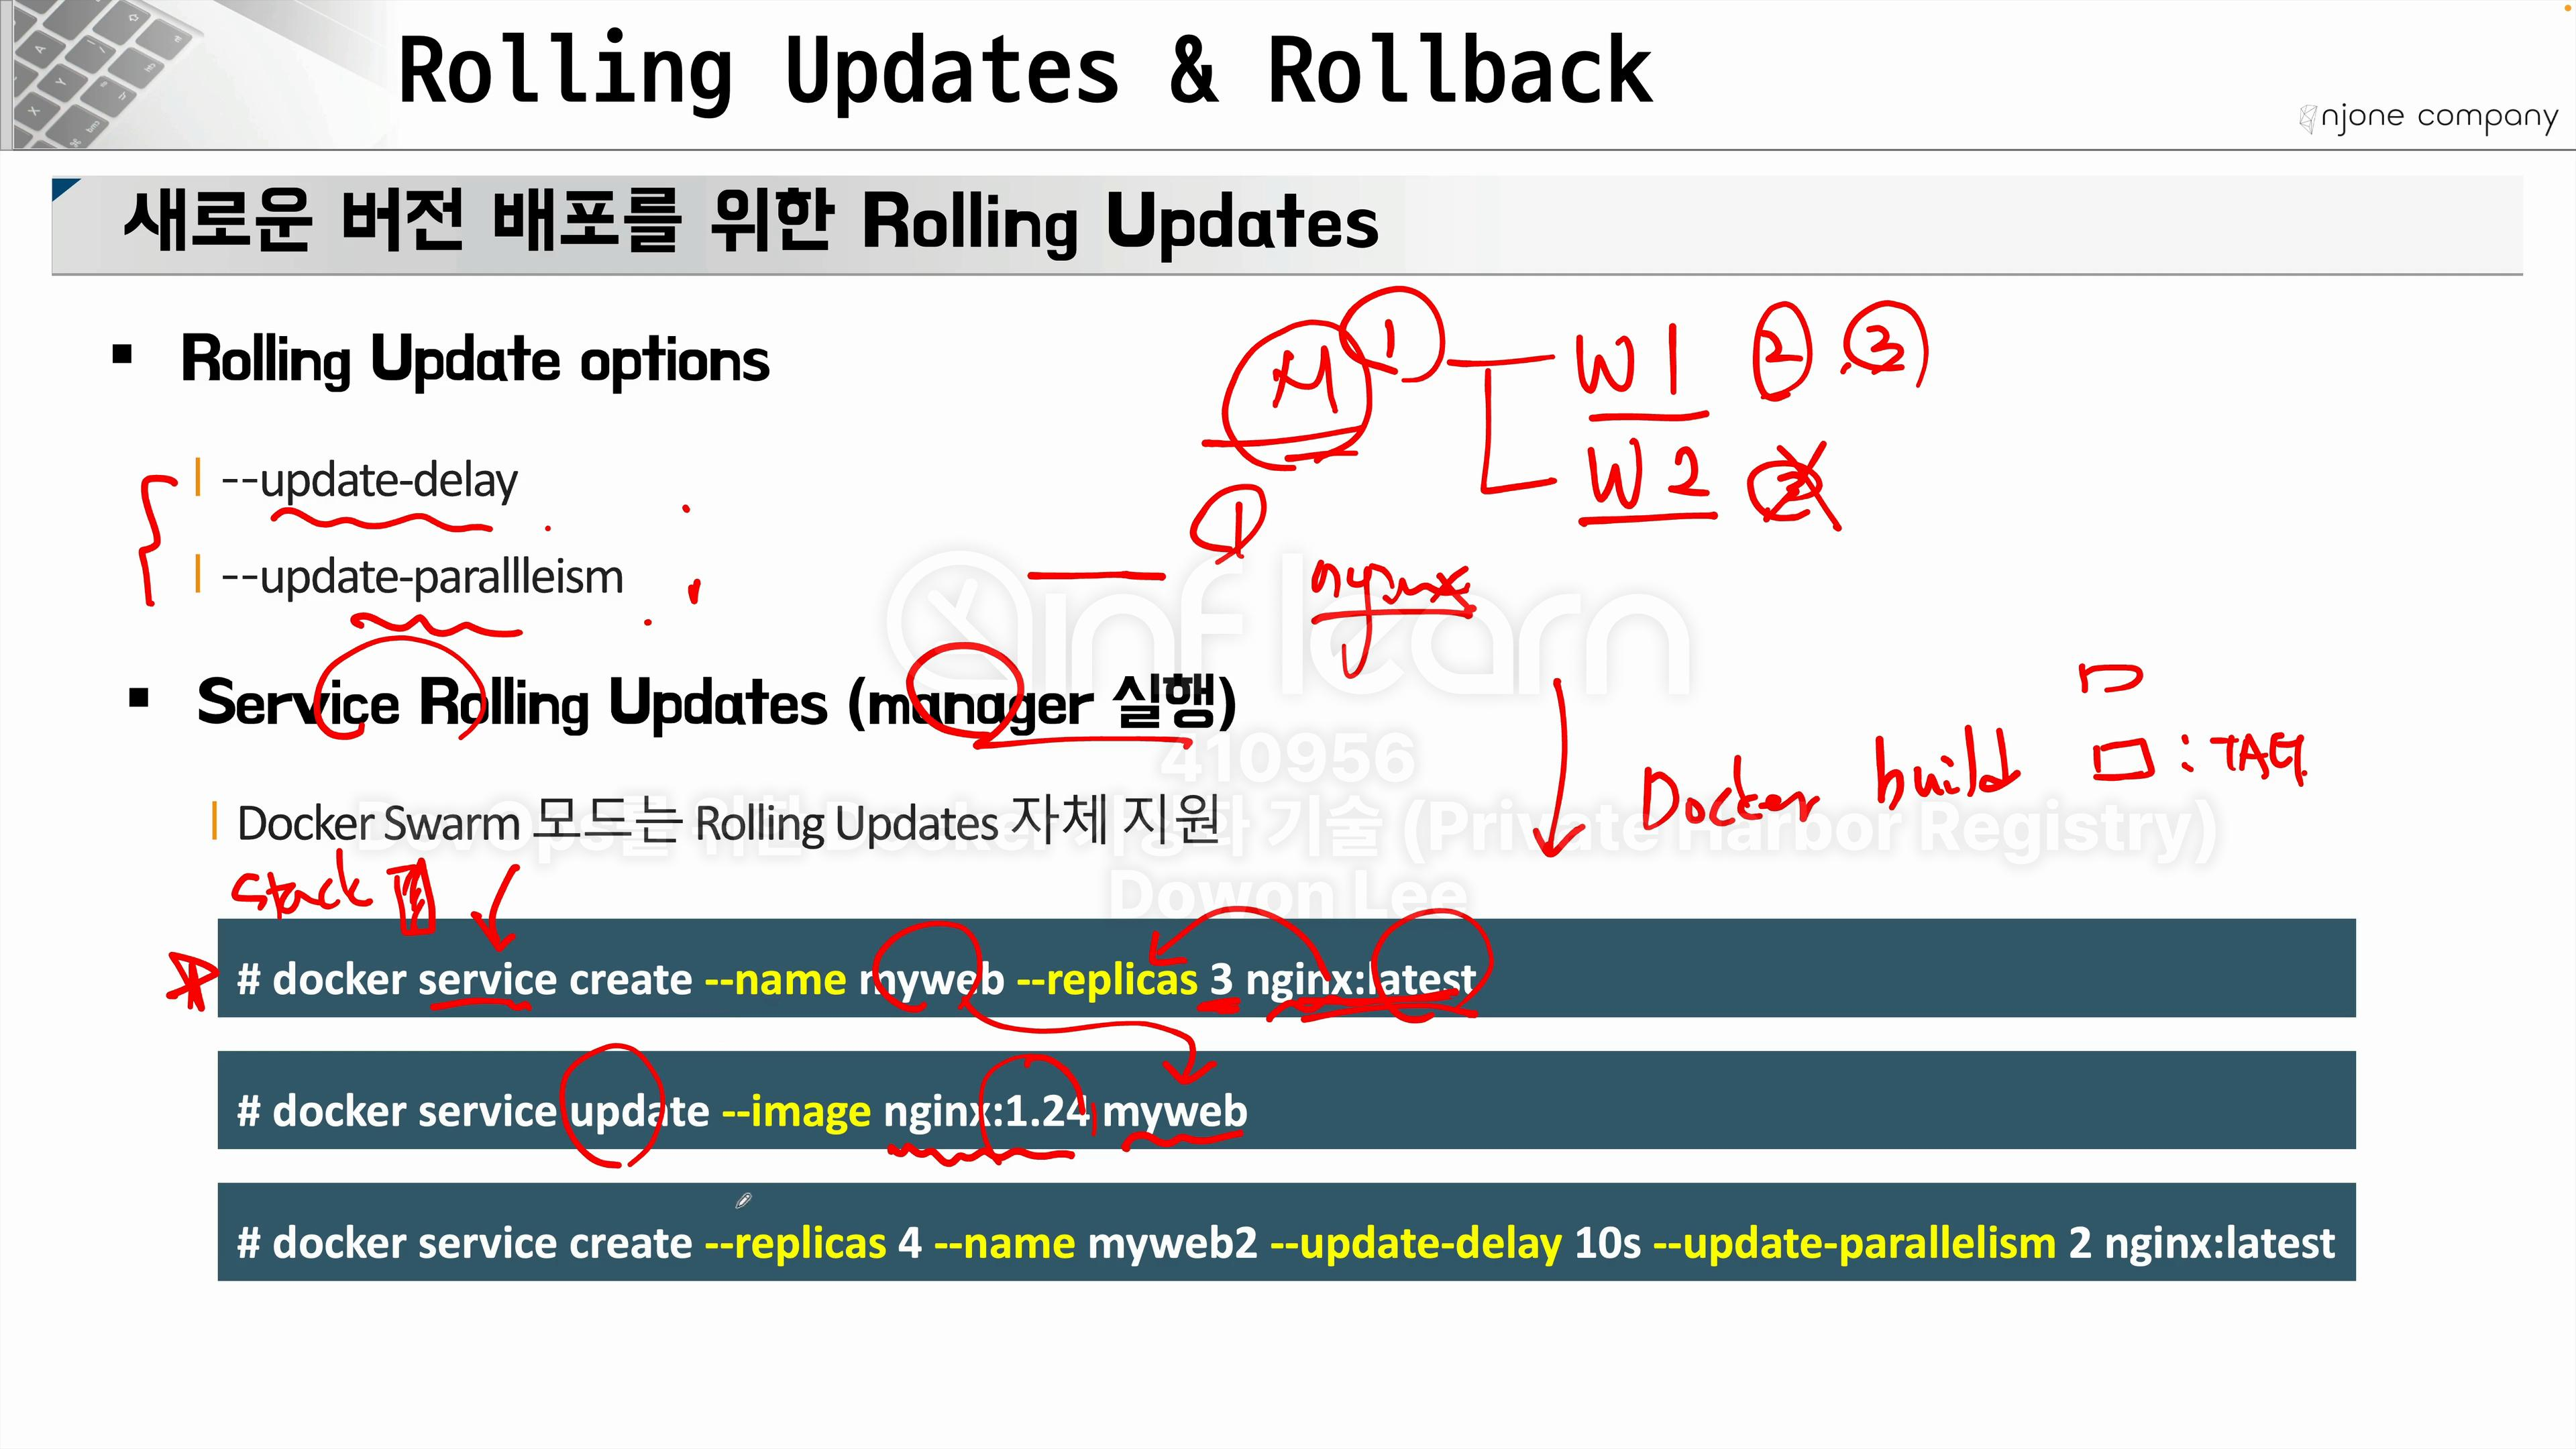 Rolling Updates & Rollback
njone company
새로운 버전 배포를 위한 Rolling Updates
▪ Rolling Update options
M 1 W1 2 3
W2
--update-delay
1
--update-parallleism
nginx
inflearn
▪ Service Rolling Updates (manager 실행)
410956
Docker build :TAG
Docker Swarm 모드는 Rolling Updates 자체 지원
DevOps를 위한 Docker 가상화 기술 (Private Harbor Registry)
Dowon Lee
stack
# docker service create --name myweb --replicas 3 nginx:latest
# docker service update --image nginx:1.24 myweb
# docker service create --replicas 4 --name myweb2 --update-delay 10s --update-parallelism 2 nginx:latest